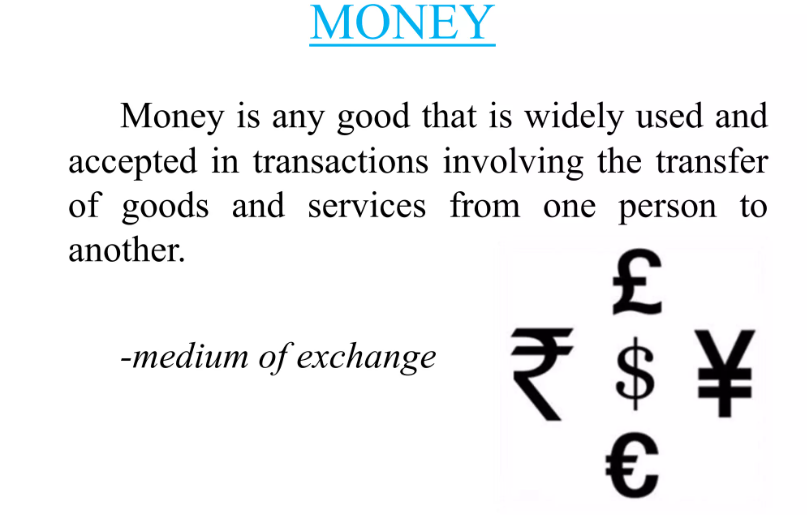 MONEY
Money is any good that is widely used and
accepted in transactions involving the transfer
of goods and services from one person to
another.
£
-medium of exchange
₹ $ ¥
€